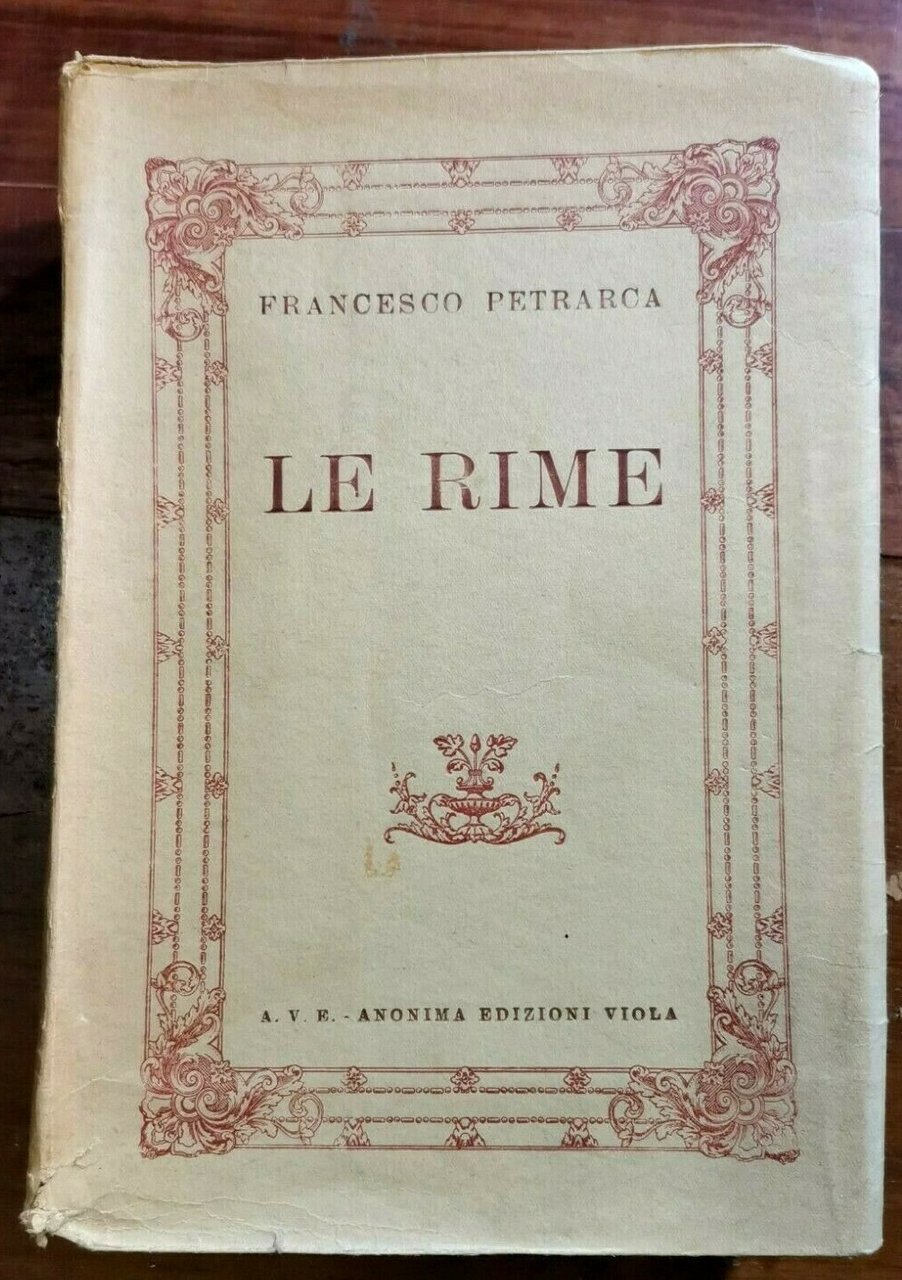 FRANCESCO PETRARCA
LE RIME
A. V. E. - ANONIMA EDIZIONI VIOLA